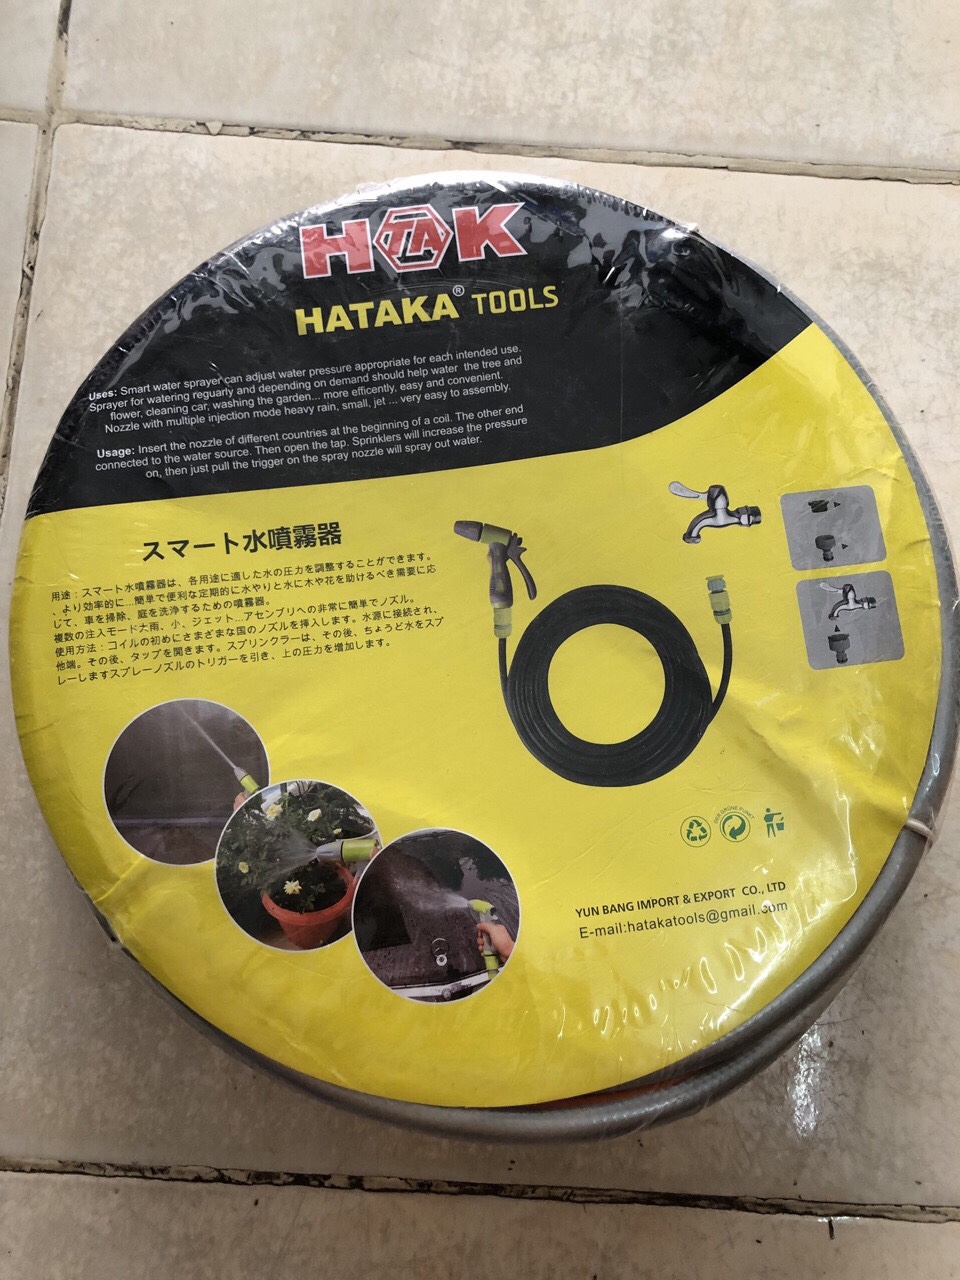 HTAK
HATAKA® TOOLS
Uses: Smart water sprayer can adjust water pressure appropriate for each intended use.
Sprayer for watering reguarly and depending on demand should help water the tree and
flower, cleaning car, washing the garden... more efficently, easy and convenient.
Nozzle with multiple injection mode heavy rain, small, jet ... very easy to assembly.
Usage: Insert the nozzle of different countries at the beginning of a coil. The other end
connected to the water source. Then open the tap. Sprinklers will increase the pressure
on, then just pull the trigger on the spray nozzle will spray out water.
スマート水噴霧器
用途：スマート水噴霧器は、各用途に適した水の圧力を調整することができます。
、より効率的に...簡単で便利な定期的に水やりと水に木や花を助けるべき需要に応
じて、車を掃除、庭を洗浄するための噴霧器。
複数の注入モード大雨、小、ジェット...アセンブリへの非常に簡単でノズル。
使用方法：コイルの初めにさまざまな国のノズルを挿入します。水源に接続され、
他端。その後、タップを開きます。スプリンクラーは、その後、ちょうど水をスプ
レーしますスプレーノズルのトリガーを引き、上の圧力を増加します。
DER GRÜNE PUNKT
YUN BANG IMPORT & EXPORT CO., LTD
E-mail:hatakatools@gmail.com